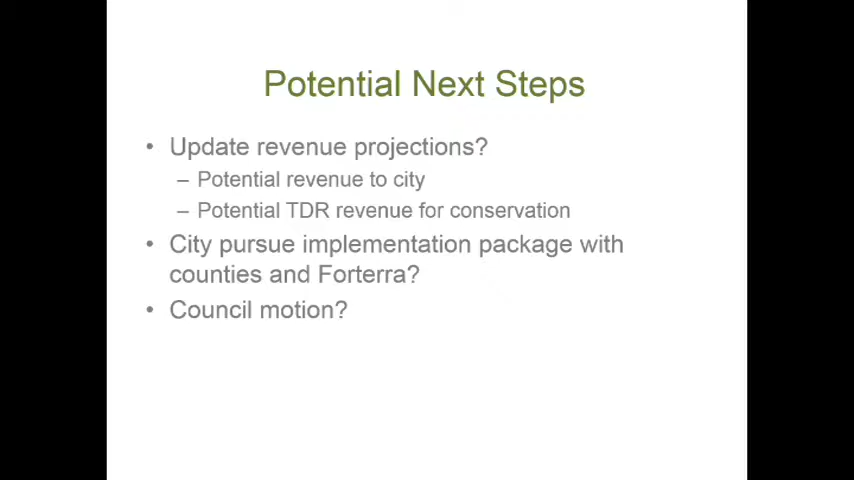 Potential Next Steps
• Update revenue projections?
– Potential revenue to city
– Potential TDR revenue for conservation
• City pursue implementation package with
counties and Forterra?
• Council motion?